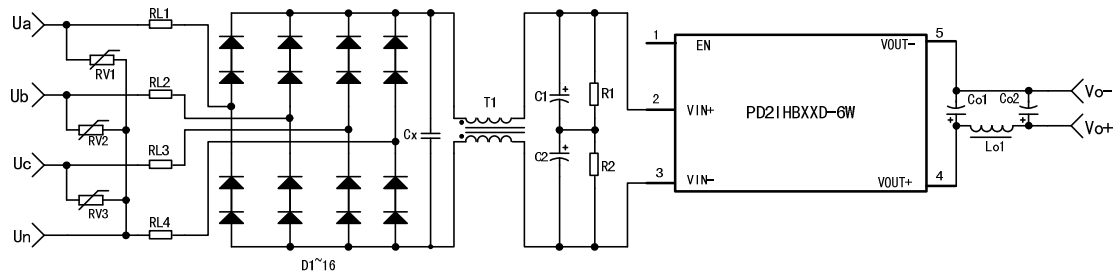 Ua
RL1
RV1
Ub
RL2
RV2
Uc
RL3
RV3
Un
RL4
D1~16
Cx
T1
C1
C2
R1
R2
1
EN
2
VIN+
3
VIN-
PD2IHBXXD-6W
VOUT-
5
VOUT+
4
Co1
Co2
Lo1
Vo-
Vo+